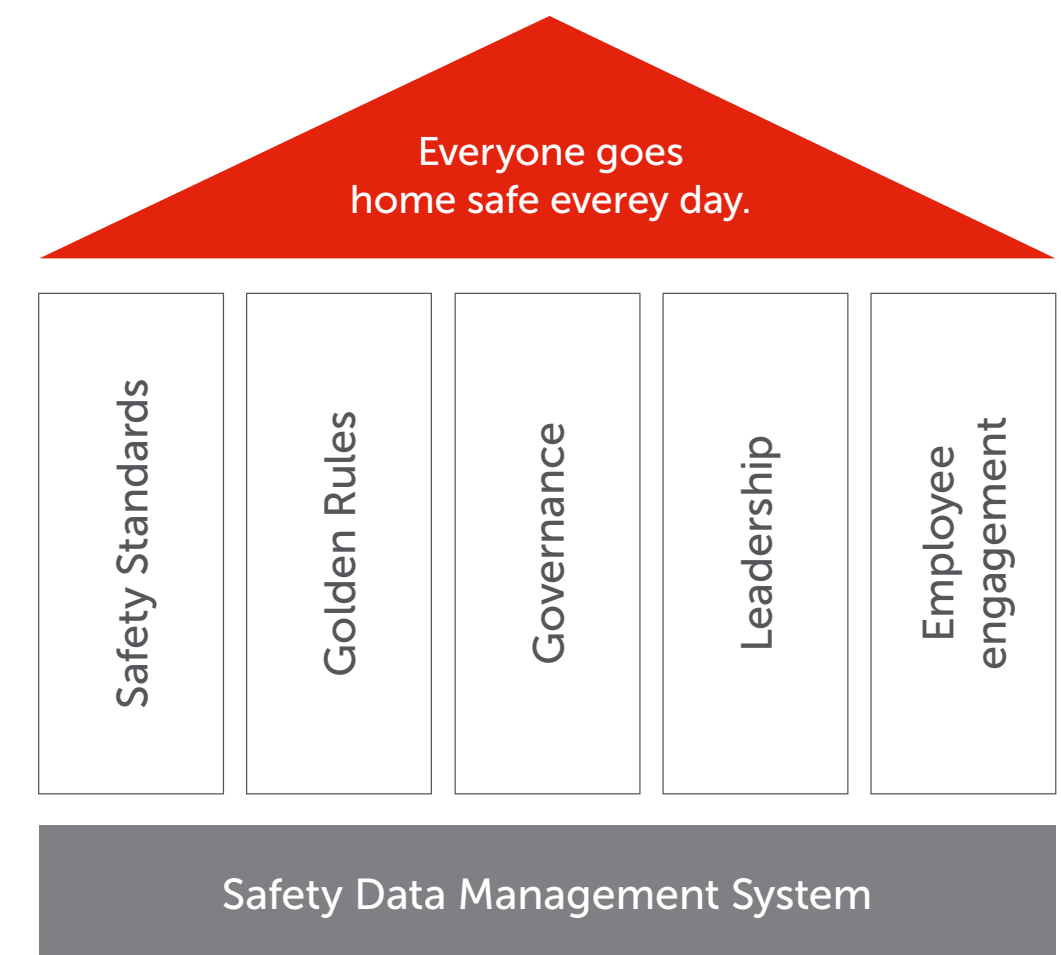 Everyone goes
home safe everey day.
Safety Standards
Golden Rules
Governance
Leadership
Employee
engagement
Safety Data Management System